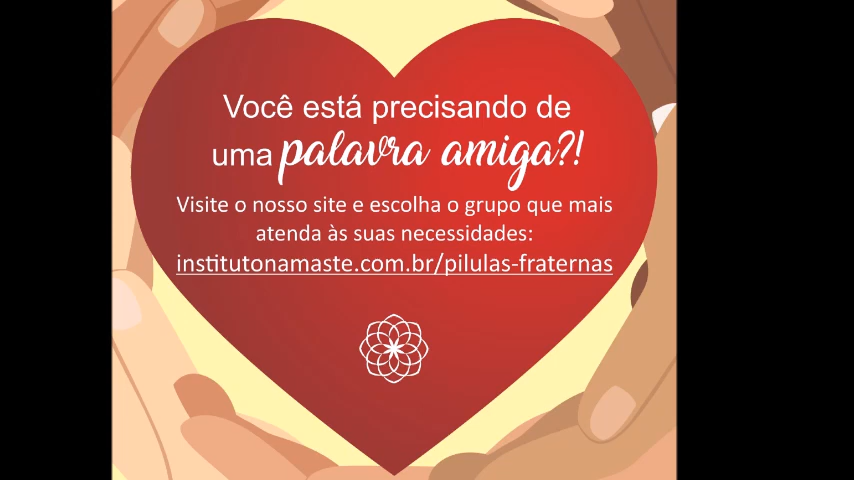 Você está precisando de
uma palavra amiga?!
Visite o nosso site e escolha o grupo que mais
atenda às suas necessidades:
institutonamaste.com.br/pilulas-fraternas